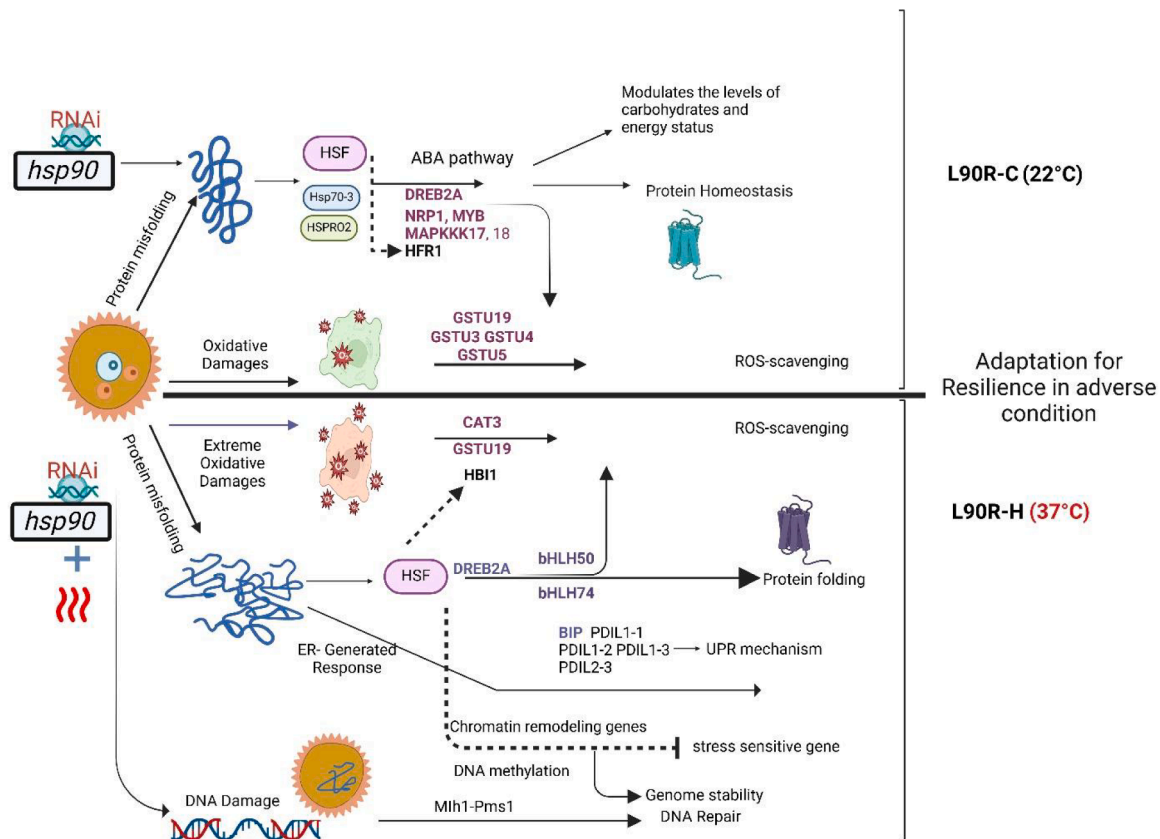 Modulates the levels of
carbohydrates and
energy status
RNAi
hsp90
HSF
Hsp70-3
HSPRO2
ABA pathway
DREB2A
NRP1, MYB
MAPKKK17, 18
HFR1
Protein Homeostasis
L90R-C (22°C)
Protein misfolding
Oxidative
Damages
GSTU19
GSTU3 GSTU4
GSTU5
ROS-scavenging
Adaptation for
Resilience in adverse
condition
Extreme
Oxidative
Damages
CAT3
GSTU19
HBI1
ROS-scavenging
Protein misfolding
RNAi
hsp90
+
L90R-H (37°C)
HSF
DREB2A
bHLH50
bHLH74
Protein folding
ER- Generated
Response
BIP PDIL1-1
PDIL1-2 PDIL1-3
PDIL2-3
UPR mechanism
Chromatin remodeling genes
stress sensitive gene
DNA methylation
Genome stability
DNA Damage
Mlh1-Pms1
DNA Repair